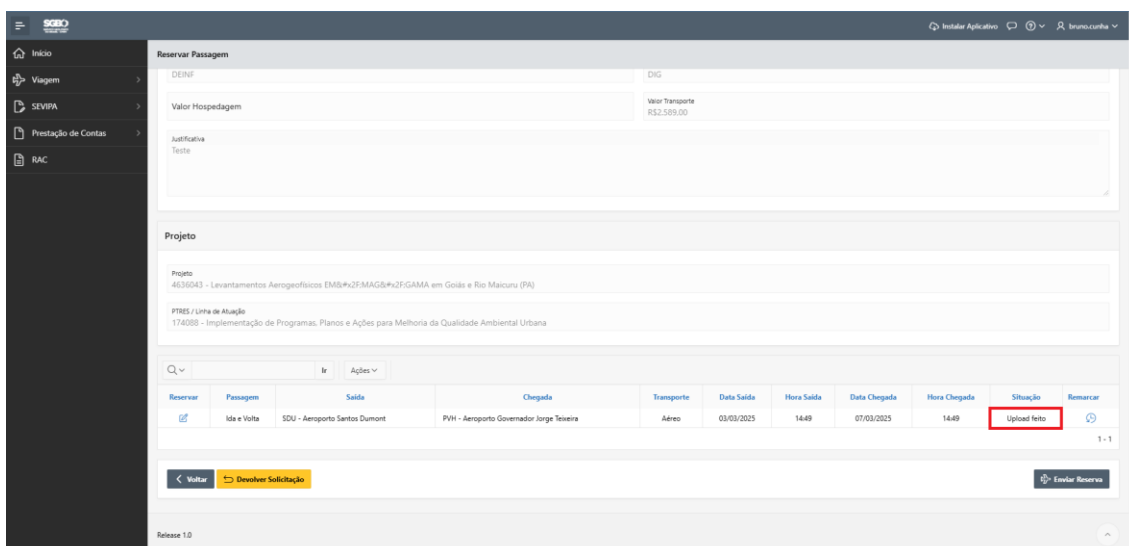 SGBO
Instalar Aplicativo
bruno.cunha
Início
Viagem
SEVIPA
Prestação de Contas
RAC
Reservar Passagem
DEINF
DIG
Valor Hospedagem
Valor Transporte
R$2.589,00
Justificativa
Teste
Projeto
Projeto
4636043 - Levantamentos Aerogeofísicos EM&#x2F;MAG&#x2F;GAMA em Goiás e Rio Maicuru (PA)
PTRES / Linha de Atuação
174088 - Implementação de Programas, Planos e Ações para Melhoria da Qualidade Ambiental Urbana
Ir Ações
Reservar Passagem Saída Chegada Transporte Data Saída Hora Saída Data Chegada Hora Chegada Situação Remarcar
Ida e Volta SDU - Aeroporto Santos Dumont PVH - Aeroporto Governador Jorge Teixeira Aéreo 03/03/2025 14:49 07/03/2025 14:49 Upload feito
1 - 1
Voltar Devolver Solicitação Enviar Reserva
Release 1.0